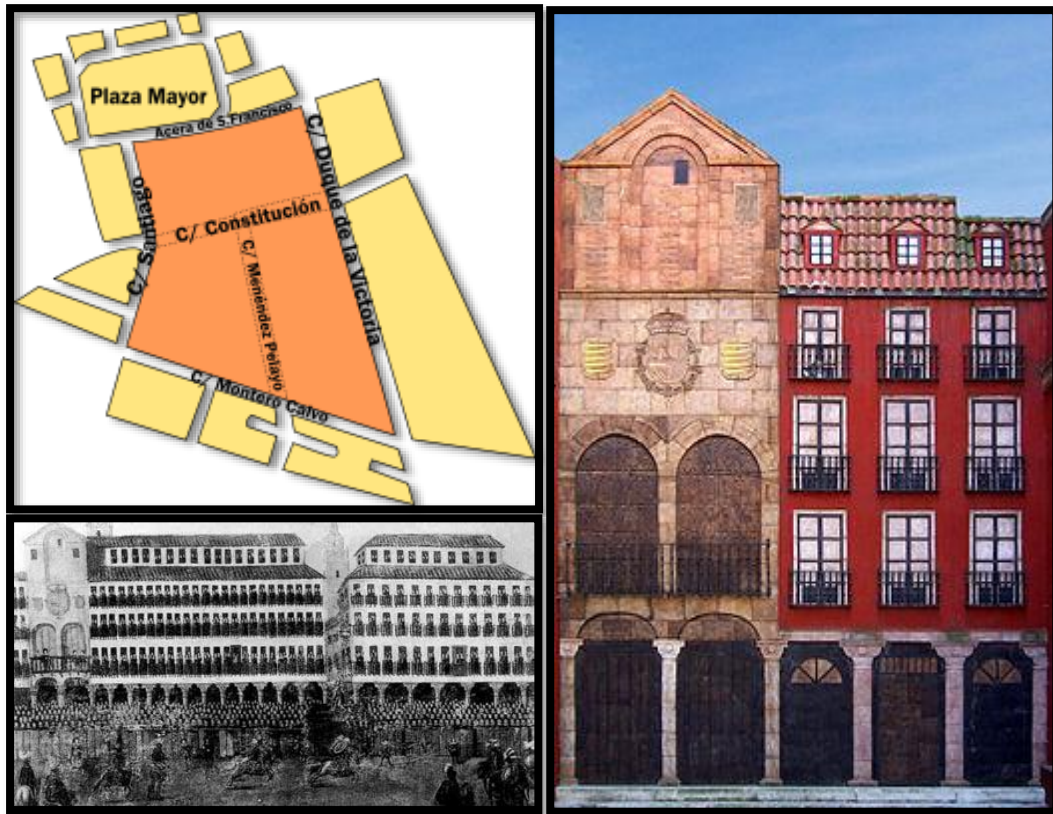 Plaza Mayor
Acera de S.Francisco
C/ Santiago
C/ Duque de la Victoria
C/ Constitución
C/ Menéndez Pelayo
C/ Montero Calvo